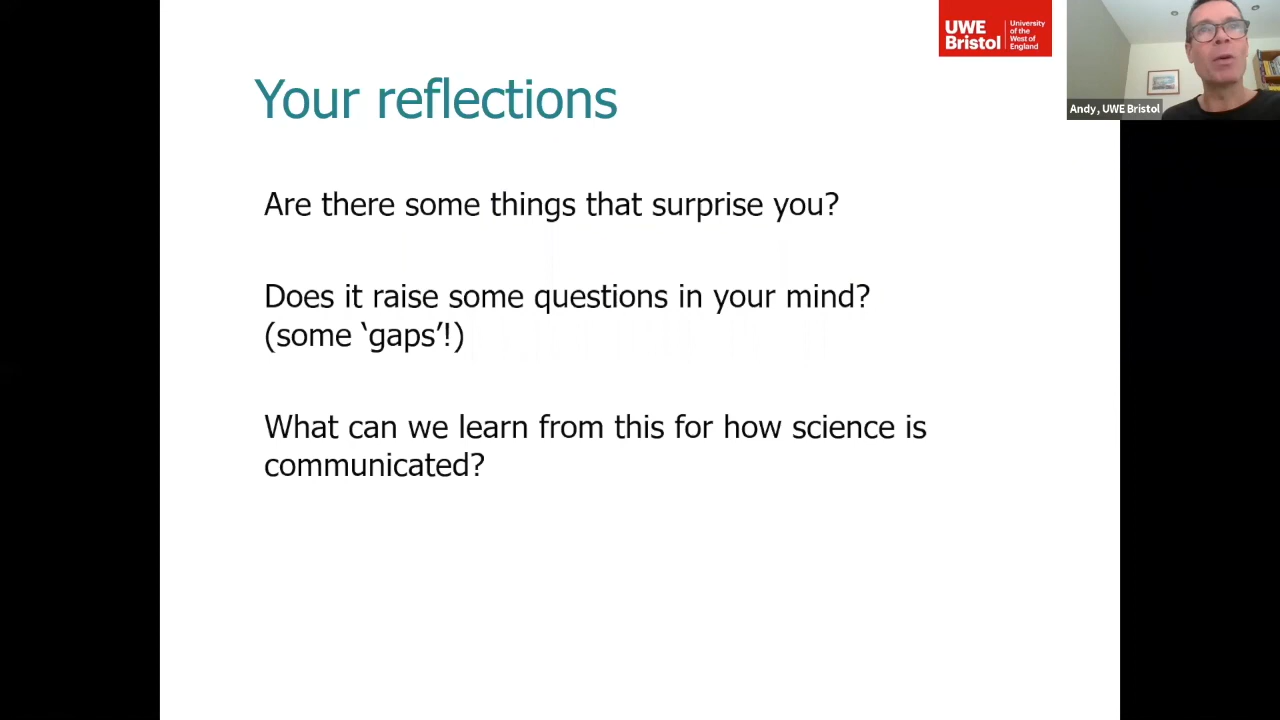 UWE
Bristol
University
of the
West of
England
Andy, UWE Bristol
Your reflections
Are there some things that surprise you?
Does it raise some questions in your mind?
(some ‘gaps’!)
What can we learn from this for how science is
communicated?